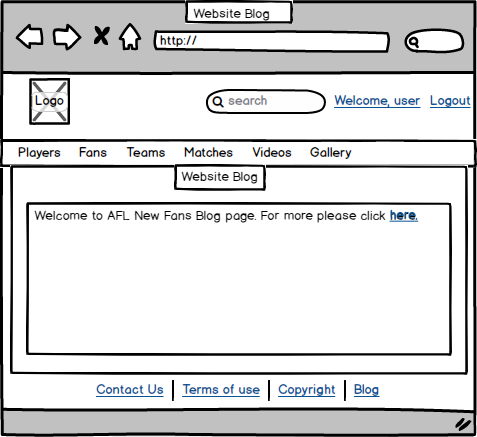 Website Blog
http://
Logo
search
Welcome, user Logout
Players Fans Teams Matches Videos Gallery
Website Blog
Welcome to AFL New Fans Blog page. For more please click here.
Contact Us Terms of use Copyright Blog